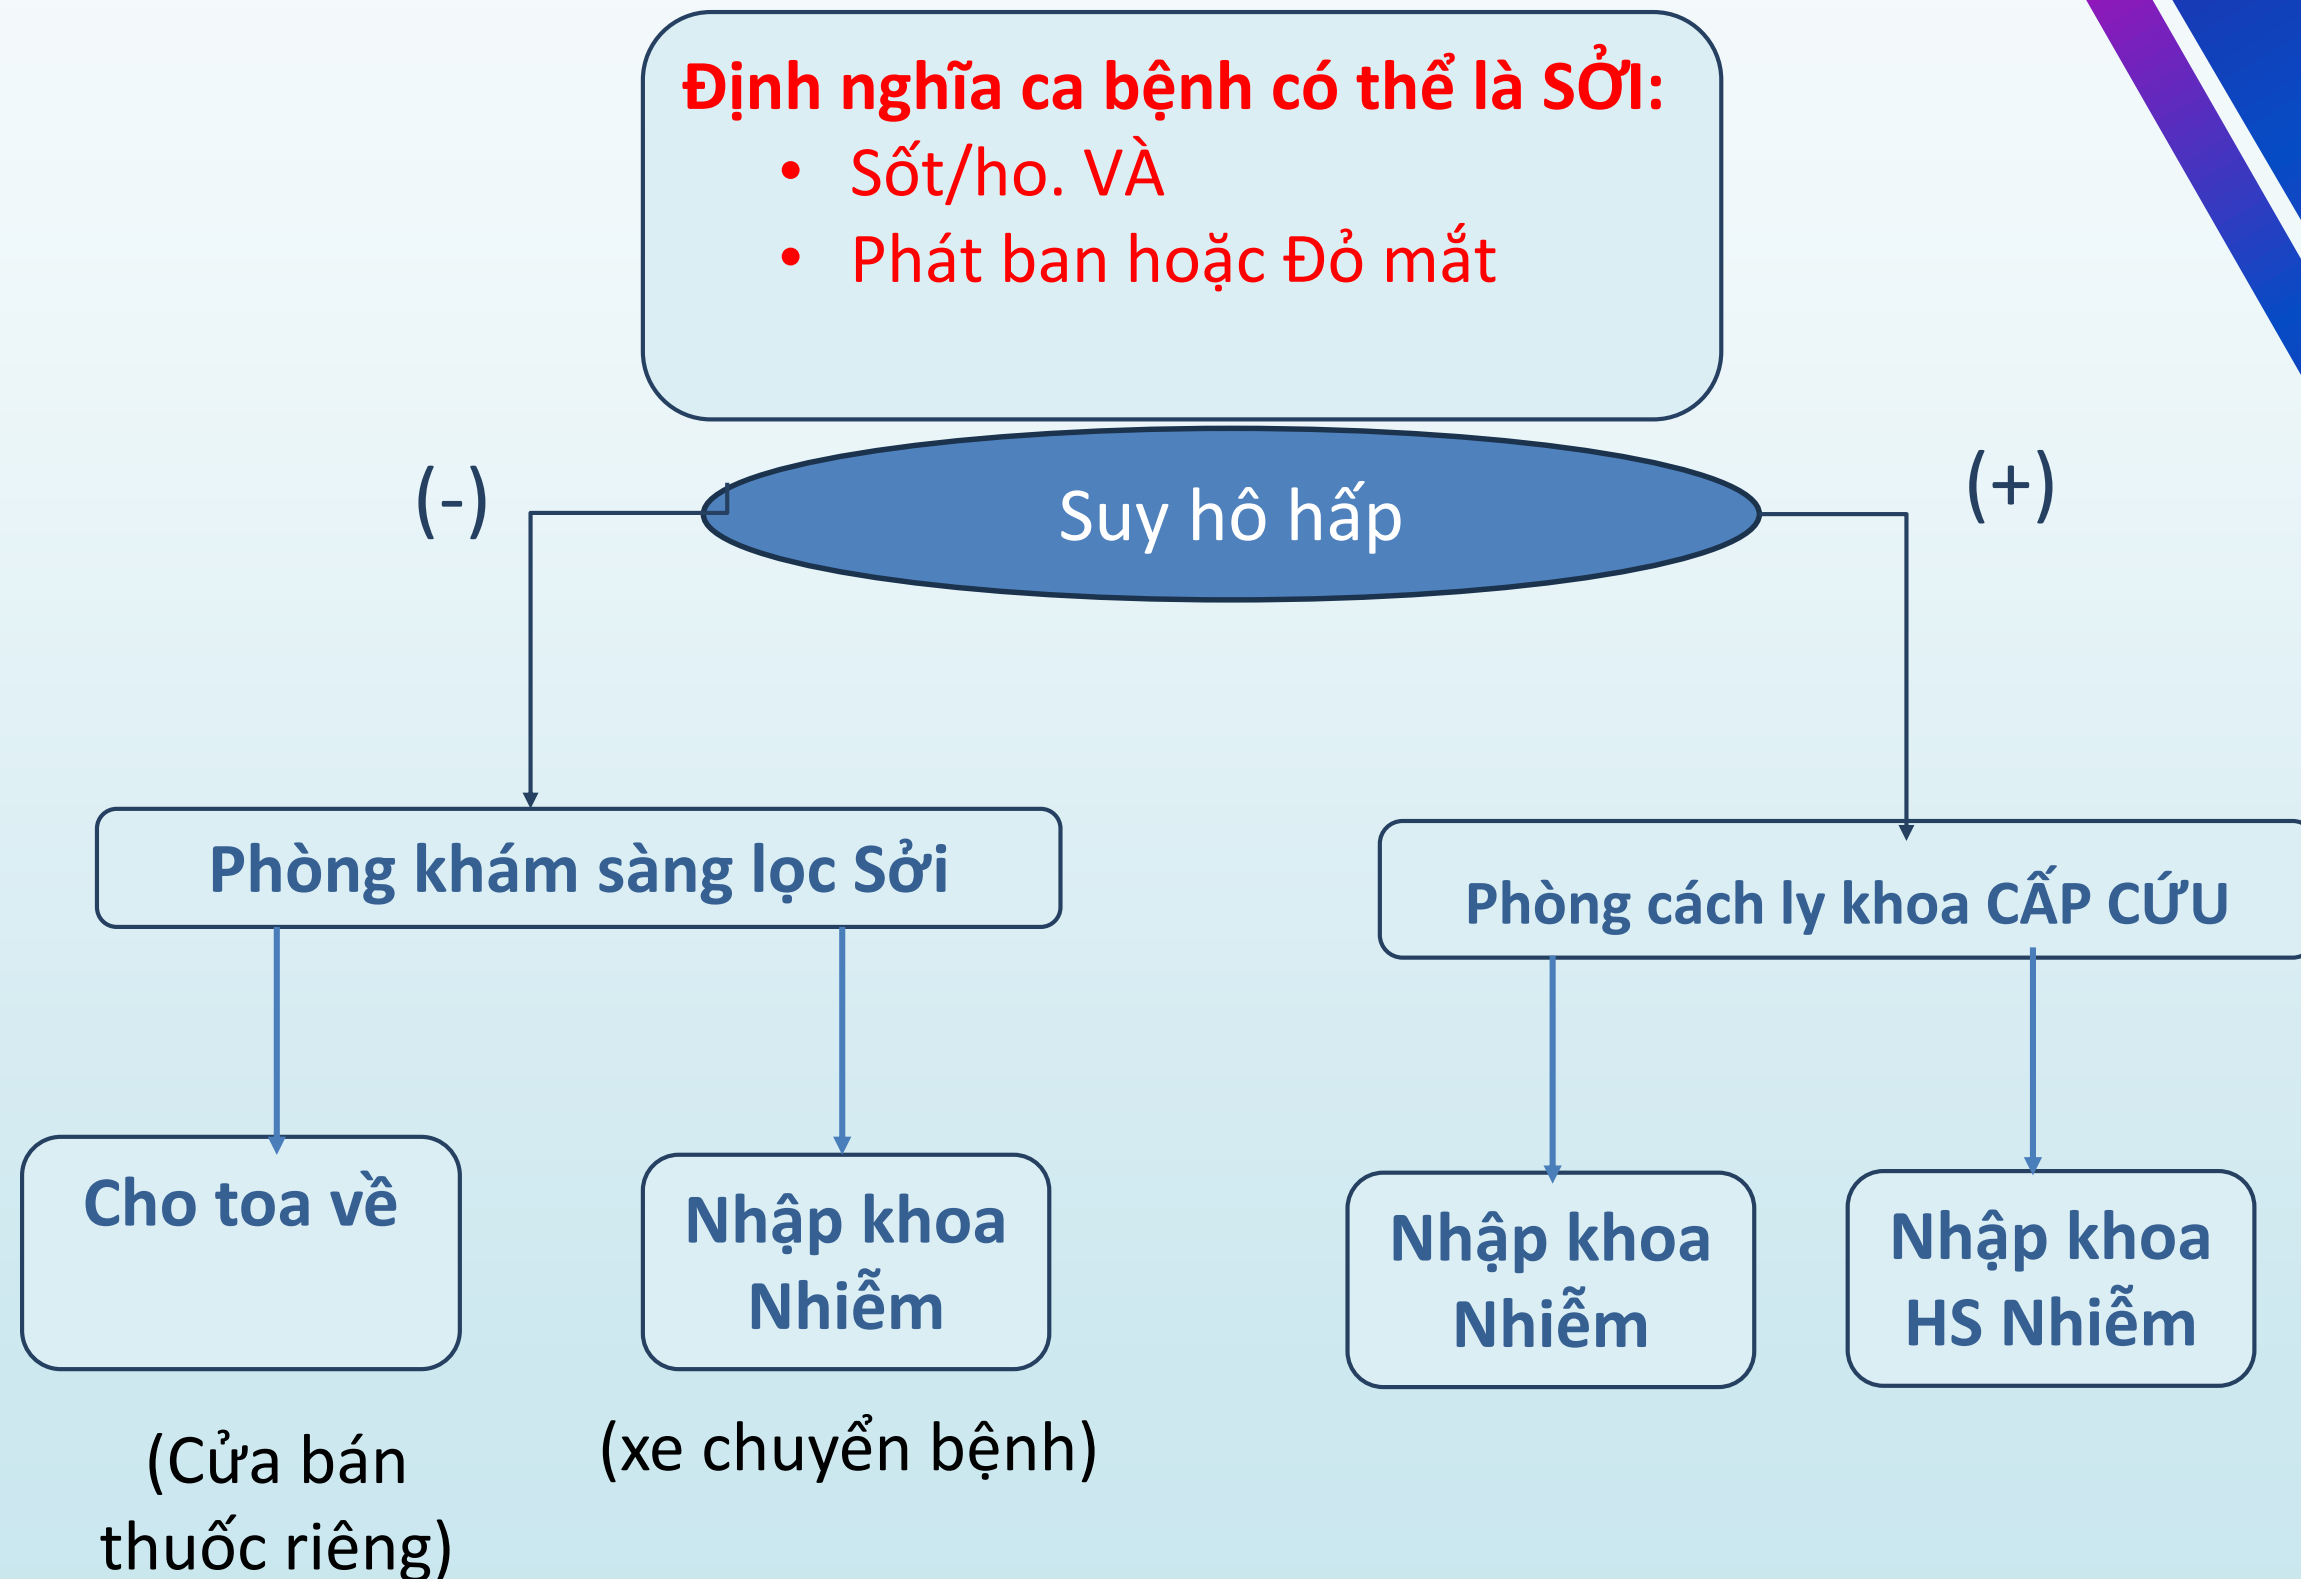 Định nghĩa ca bệnh có thể là SỞI:
• Sốt/ho. VÀ
• Phát ban hoặc Đỏ mắt
(-)
Suy hô hấp
(+)
Phòng khám sàng lọc Sởi
Phòng cách ly khoa CẤP CỨU
Cho toa về
Nhập khoa
Nhiễm
Nhập khoa
Nhiễm
Nhập khoa
HS Nhiễm
(Cửa bán
thuốc riêng)
(xe chuyển bệnh)